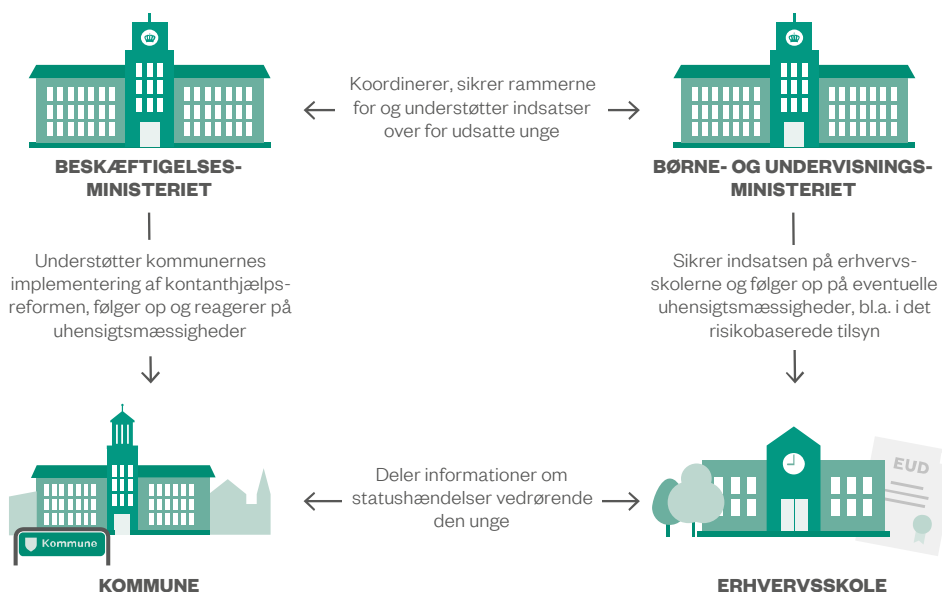 Koordinerer, sikrer rammerne
for og understøtter indsatser
over for udsatte unge
BESKÆFTIGELSES-
MINISTERIET
BØRNE- OG UNDERVISNINGS-
MINISTERIET
Understøtter kommunernes
implementering af kontanthjælps-
reformen, følger op og reagerer på
uhensigtsmæssigheder
Sikrer indsatsen på erhvervs-
skolerne og følger op på eventuelle
uhensigtsmæssigheder, bl.a. i det
risikobaserede tilsyn
Deler informationer om
statushændelser vedrørende
den unge
EUD
Kommune
KOMMUNE
ERHVERVSSKOLE